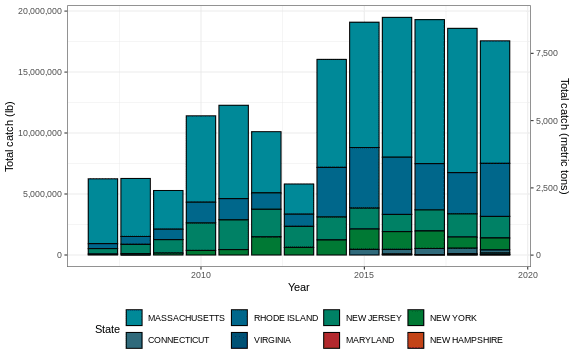 20,000,000
15,000,000
10,000,000
5,000,000
0
Total catch (lb)
7,500
5,000
2,500
0
Total catch (metric tons)
2010 2015 2020
Year
State
MASSACHUSETTS RHODE ISLAND NEW JERSEY NEW YORK
CONNECTICUT VIRGINIA MARYLAND NEW HAMPSHIRE